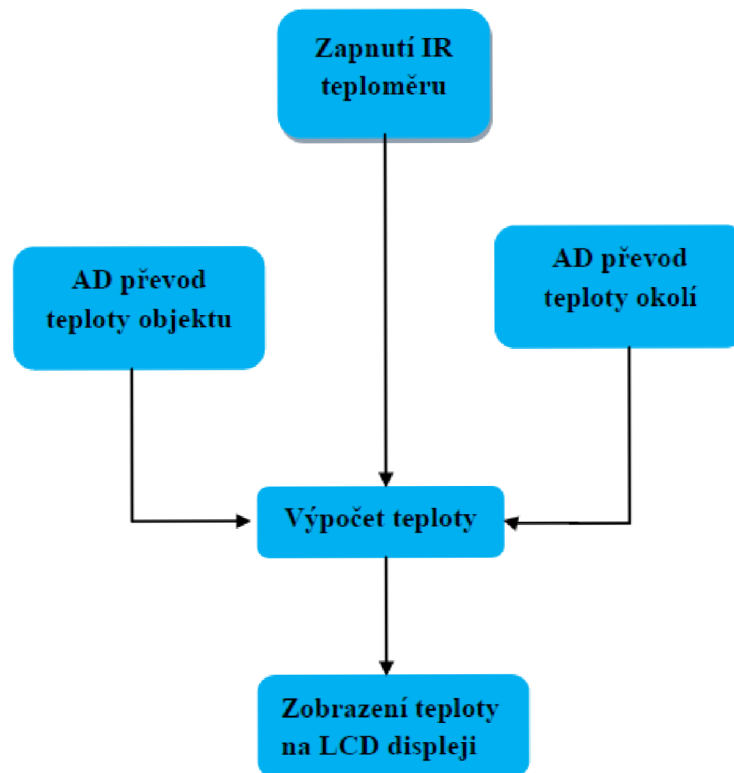 Zapnutí IR
teploměru
AD převod
teploty objektu
AD převod
teploty okolí
Výpočet teploty
Zobrazení teploty
na LCD displeji